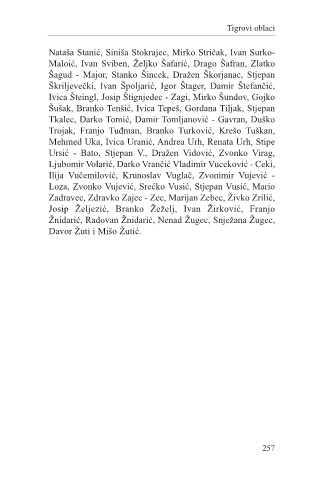 Tigrovi oblaci
Nataša Stanić, Siniša Stokrajec, Mirko Stričak, Ivan Surko-
Maloić, Ivan Sviben, Željko Šafarić, Drago Šafran, Zlatko
Šagud - Major, Stanko Šincek, Dražen Škorjanac, Stjepan
Škriljevečki, Ivan Špoljarić, Igor Štager, Damir Štefančić,
Ivica Šteingl, Josip Štignjedec - Zagi, Mirko Šundov, Gojko
Šušak, Branko Tenšić, Ivica Tepeš, Gordana Tiljak, Stjepan
Tkalec, Darko Tomić, Damir Tomljanović - Gavran, Duško
Trojak, Franjo Tuđman, Branko Turković, Krešo Tuškan,
Mehmed Uka, Ivica Uranić, Andrea Urh, Renata Urh, Stipe
Ursić - Bato, Stjepan V., Dražen Vidović, Zvonko Virag,
Ljubomir Volarić, Darko Vrančić Vladimir Vuceković - Ceki,
Ilija Vučemilović, Krunoslav Vuglač, Zvonimir Vujević -
Loza, Zvonko Vujević, Srećko Vusić, Stjepan Vusić, Mario
Zadravec, Zdravko Zajec - Zec, Marijan Zebec, Živko Zrilić,
Josip Željezić, Branko Žeželj, Ivan Žirković, Franjo
Žnidarić, Radovan Žnidarić, Nenad Žugec, Snježana Žugec,
Davor Žuti i Mišo Žutić.
257